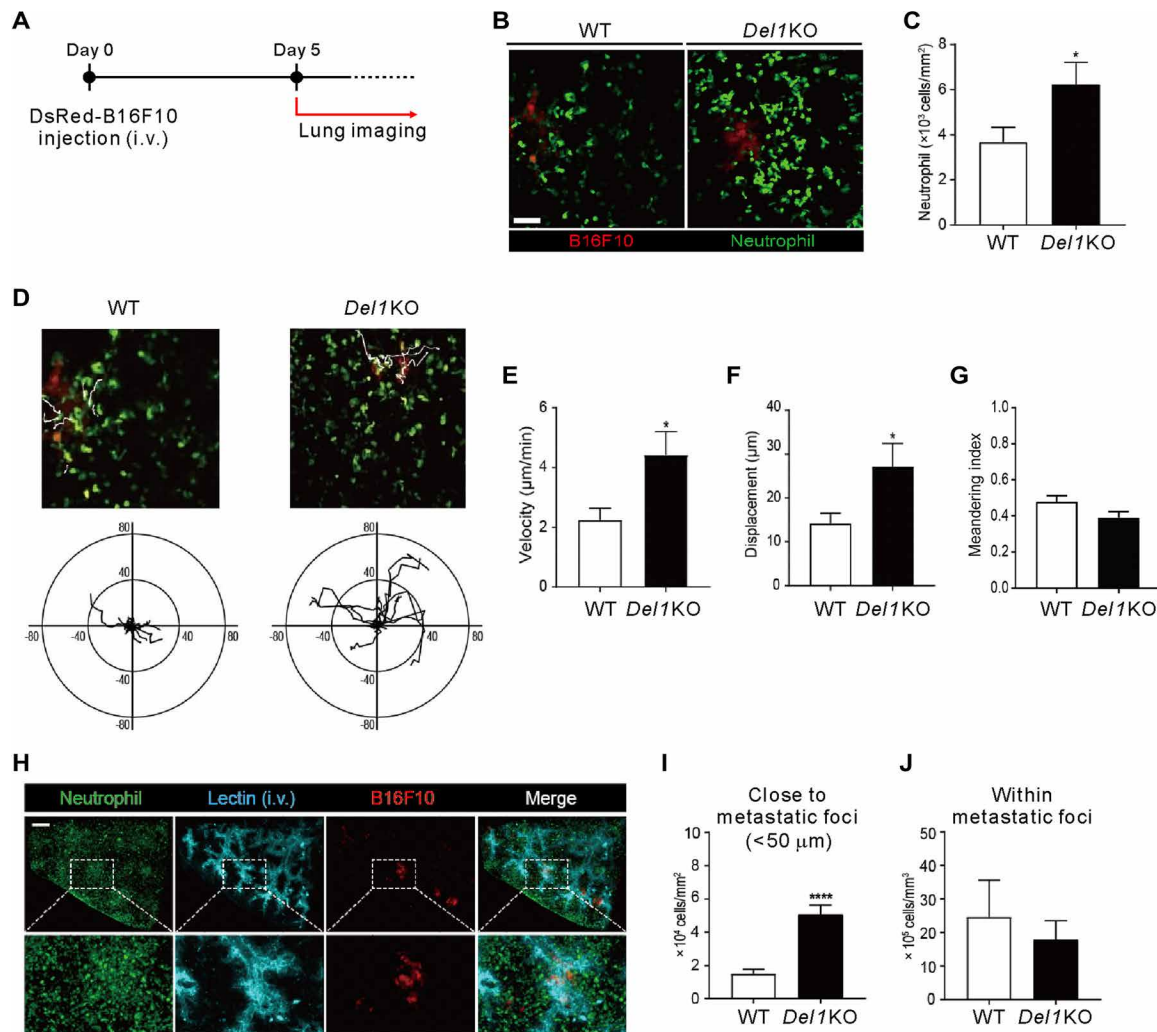 A
Day 0
Day 5
DsRed-B16F10
injection (i.v.)
Lung imaging
B
WT
Del1KO
B16F10
Neutrophil
C
Neutrophil (×10³ cells/mm²)
8
6
4
2
0
*
WT
Del1KO
D
WT
Del1KO
80
40
-80
-40
40
80
-40
-80
80
40
-80
-40
40
80
-40
-80
E
Velocity (µm/min)
6
4
2
0
*
WT
Del1KO
F
Displacement (µm)
40
30
20
10
0
*
WT
Del1KO
G
Meandering index
1.0
0.8
0.6
0.4
0.2
0.0
WT
Del1KO
H
Neutrophil
Lectin (i.v.)
B16F10
Merge
I
Close to
metastatic foci
(<50 µm)
× 10⁴ cells/mm²
10
8
6
4
2
0
****
WT
Del1KO
J
Within
metastatic foci
cells/mm³
50
40
30
20
10
0
WT
Del1KO